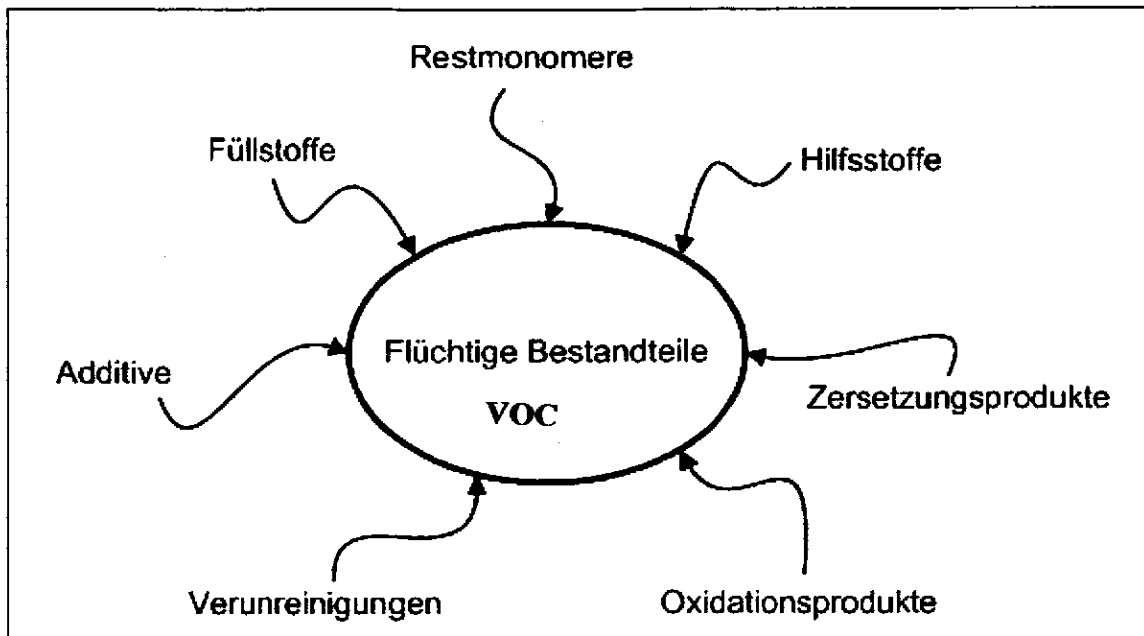 Restmonomere
Füllstoffe
Hilfsstoffe
Flüchtige Bestandteile
VOC
Additive
Zersetzungsprodukte
Verunreinigungen
Oxidationsprodukte